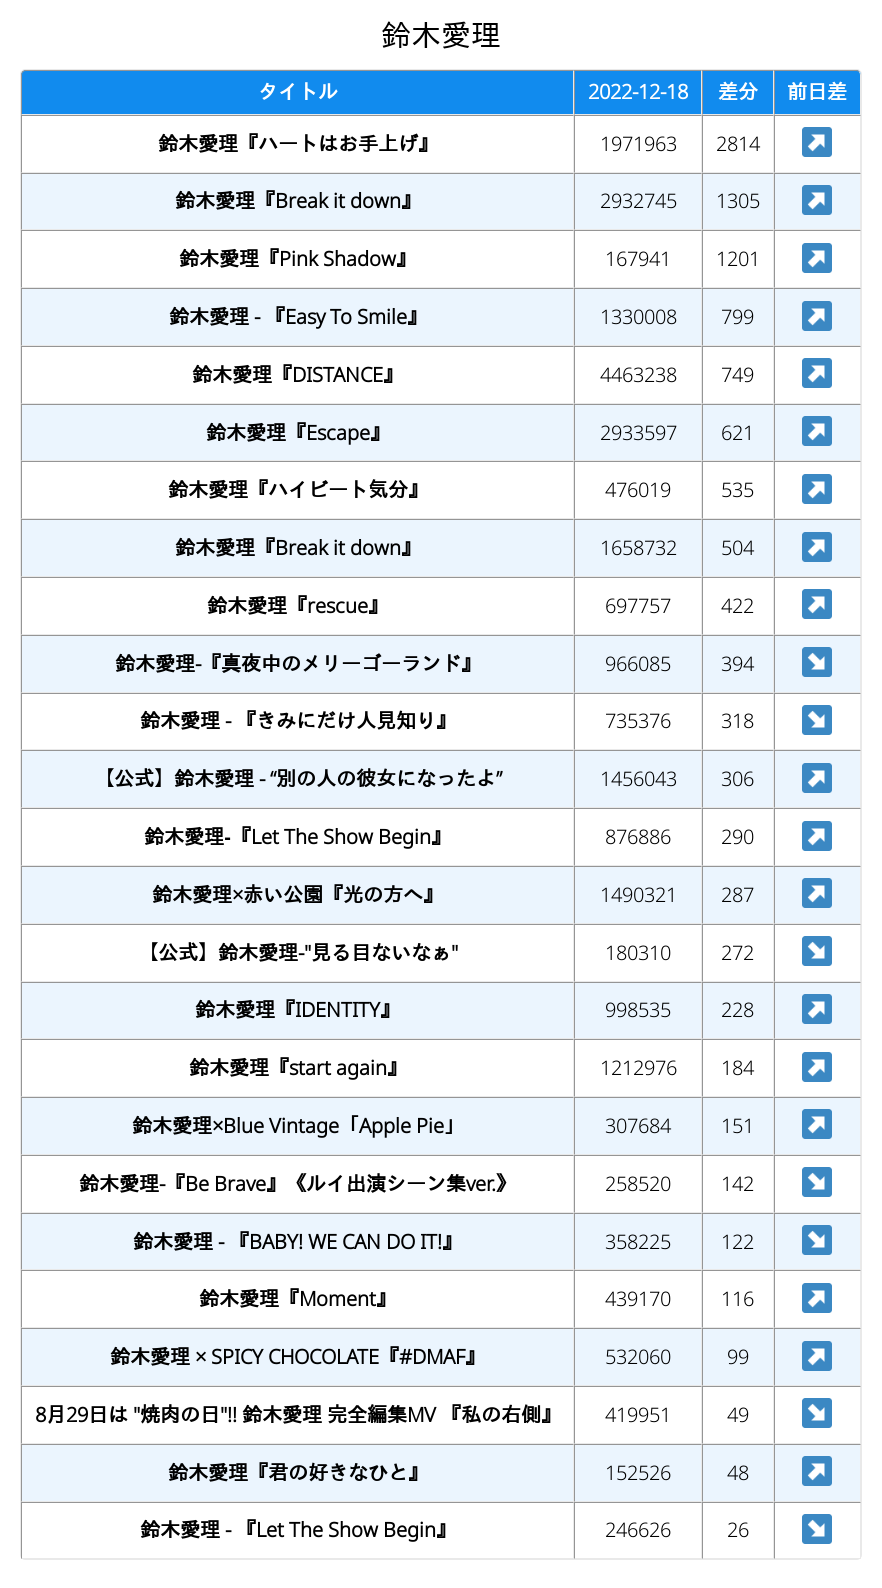 鈴木愛理
タイトル 2022-12-18 差分 前日差
鈴木愛理『ハートはお手上げ』 1971963 2814 ↗
鈴木愛理『Break it down』 2932745 1305 ↗
鈴木愛理『Pink Shadow』 167941 1201 ↗
鈴木愛理 - 『Easy To Smile』 1330008 799 ↗
鈴木愛理『DISTANCE』 4463238 749 ↗
鈴木愛理『Escape』 2933597 621 ↗
鈴木愛理『ハイビート気分』 476019 535 ↗
鈴木愛理『Break it down』 1658732 504 ↗
鈴木愛理『rescue』 697757 422 ↗
鈴木愛理-『真夜中のメリーゴーランド』 966085 394 ↘
鈴木愛理 - 『きみにだけ人見知り』 735376 318 ↘
【公式】鈴木愛理 - “別の人の彼女になったよ” 1456043 306 ↗
鈴木愛理-『Let The Show Begin』 876886 290 ↗
鈴木愛理×赤い公園『光の方へ』 1490321 287 ↗
【公式】鈴木愛理-"見る目ないなぁ" 180310 272 ↘
鈴木愛理『IDENTITY』 998535 228 ↗
鈴木愛理『start again』 1212976 184 ↗
鈴木愛理×Blue Vintage「Apple Pie」 307684 151 ↗
鈴木愛理-『Be Brave』《ルイ出演シーン集ver.》 258520 142 ↘
鈴木愛理 - 『BABY! WE CAN DO IT!』 358225 122 ↘
鈴木愛理『Moment』 439170 116 ↗
鈴木愛理 × SPICY CHOCOLATE『#DMAF』 532060 99 ↗
8月29日は "焼肉の日"!! 鈴木愛理 完全編集MV 『私の右側』 419951 49 ↘
鈴木愛理『君の好きなひと』 152526 48 ↗
鈴木愛理 - 『Let The Show Begin』 246626 26 ↘